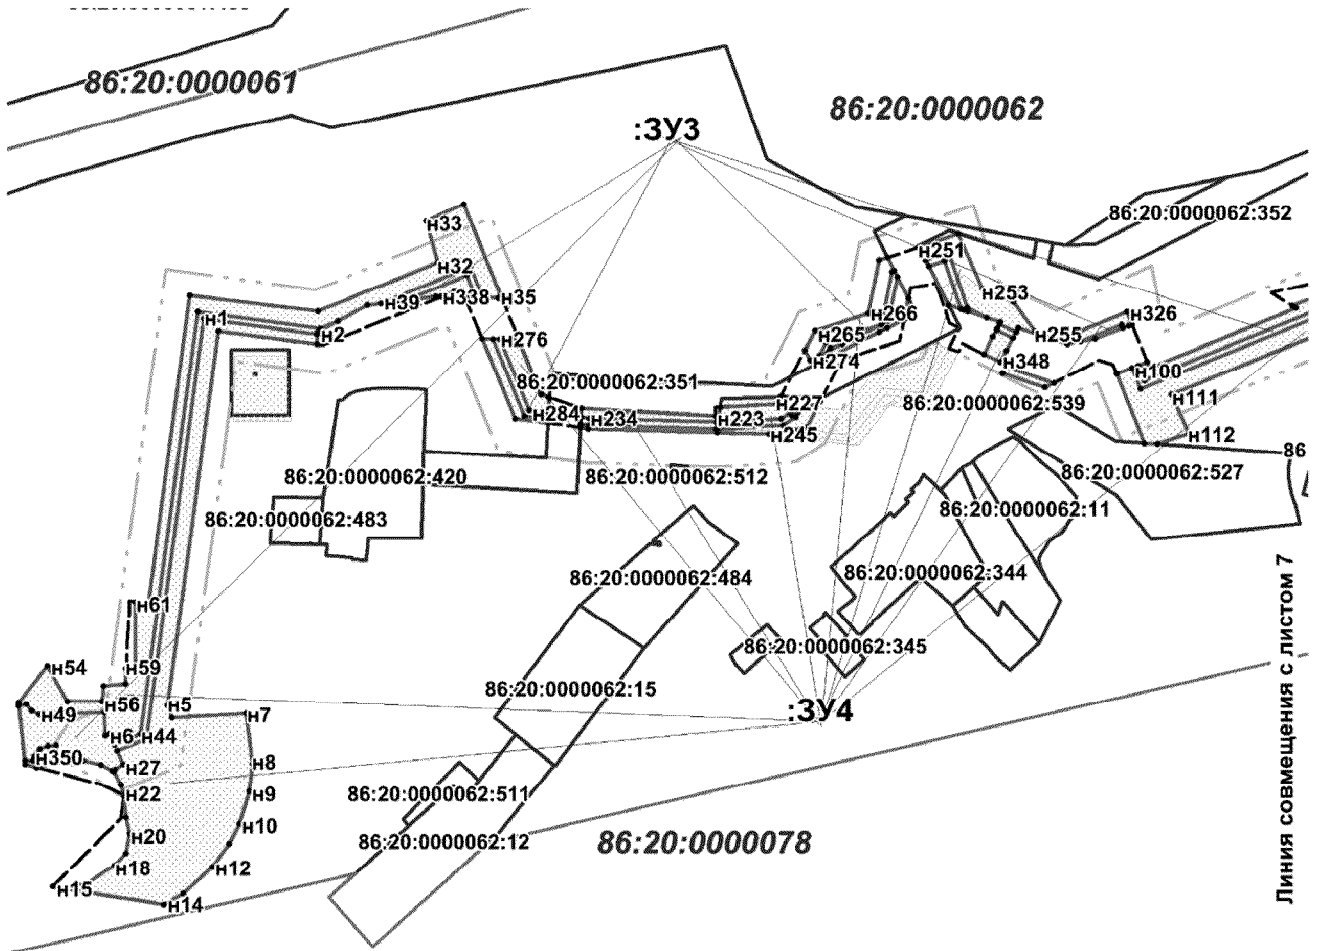 86:20:0000061
86:20:0000062
:ЗУ3
86:20:0000062:352
н33
н251
н32
н253
н39
н338
н35
н266
н326
н1
н2
н276
н265
н255
н274
н348
н100
86:20:0000062:351
н111
н227
86:20:0000062:539
н284
н234
н223
н245
н112
86
86:20:0000062:420
86:20:0000062:512
86:20:0000062:527
86:20:0000062:483
86:20:0000062:11
86:20:0000062:484
86:20:0000062:344
н61
86:20:0000062:345
н54
н59
86:20:0000062:15
н56
н5
н49
н7
:ЗУ4
н6
н44
н350
н27
н8
н22
н9
86:20:0000062:511
н20
н10
86:20:0000062:12
86:20:0000078
н18
н12
н15
н14
Линия совмещения с листом 7